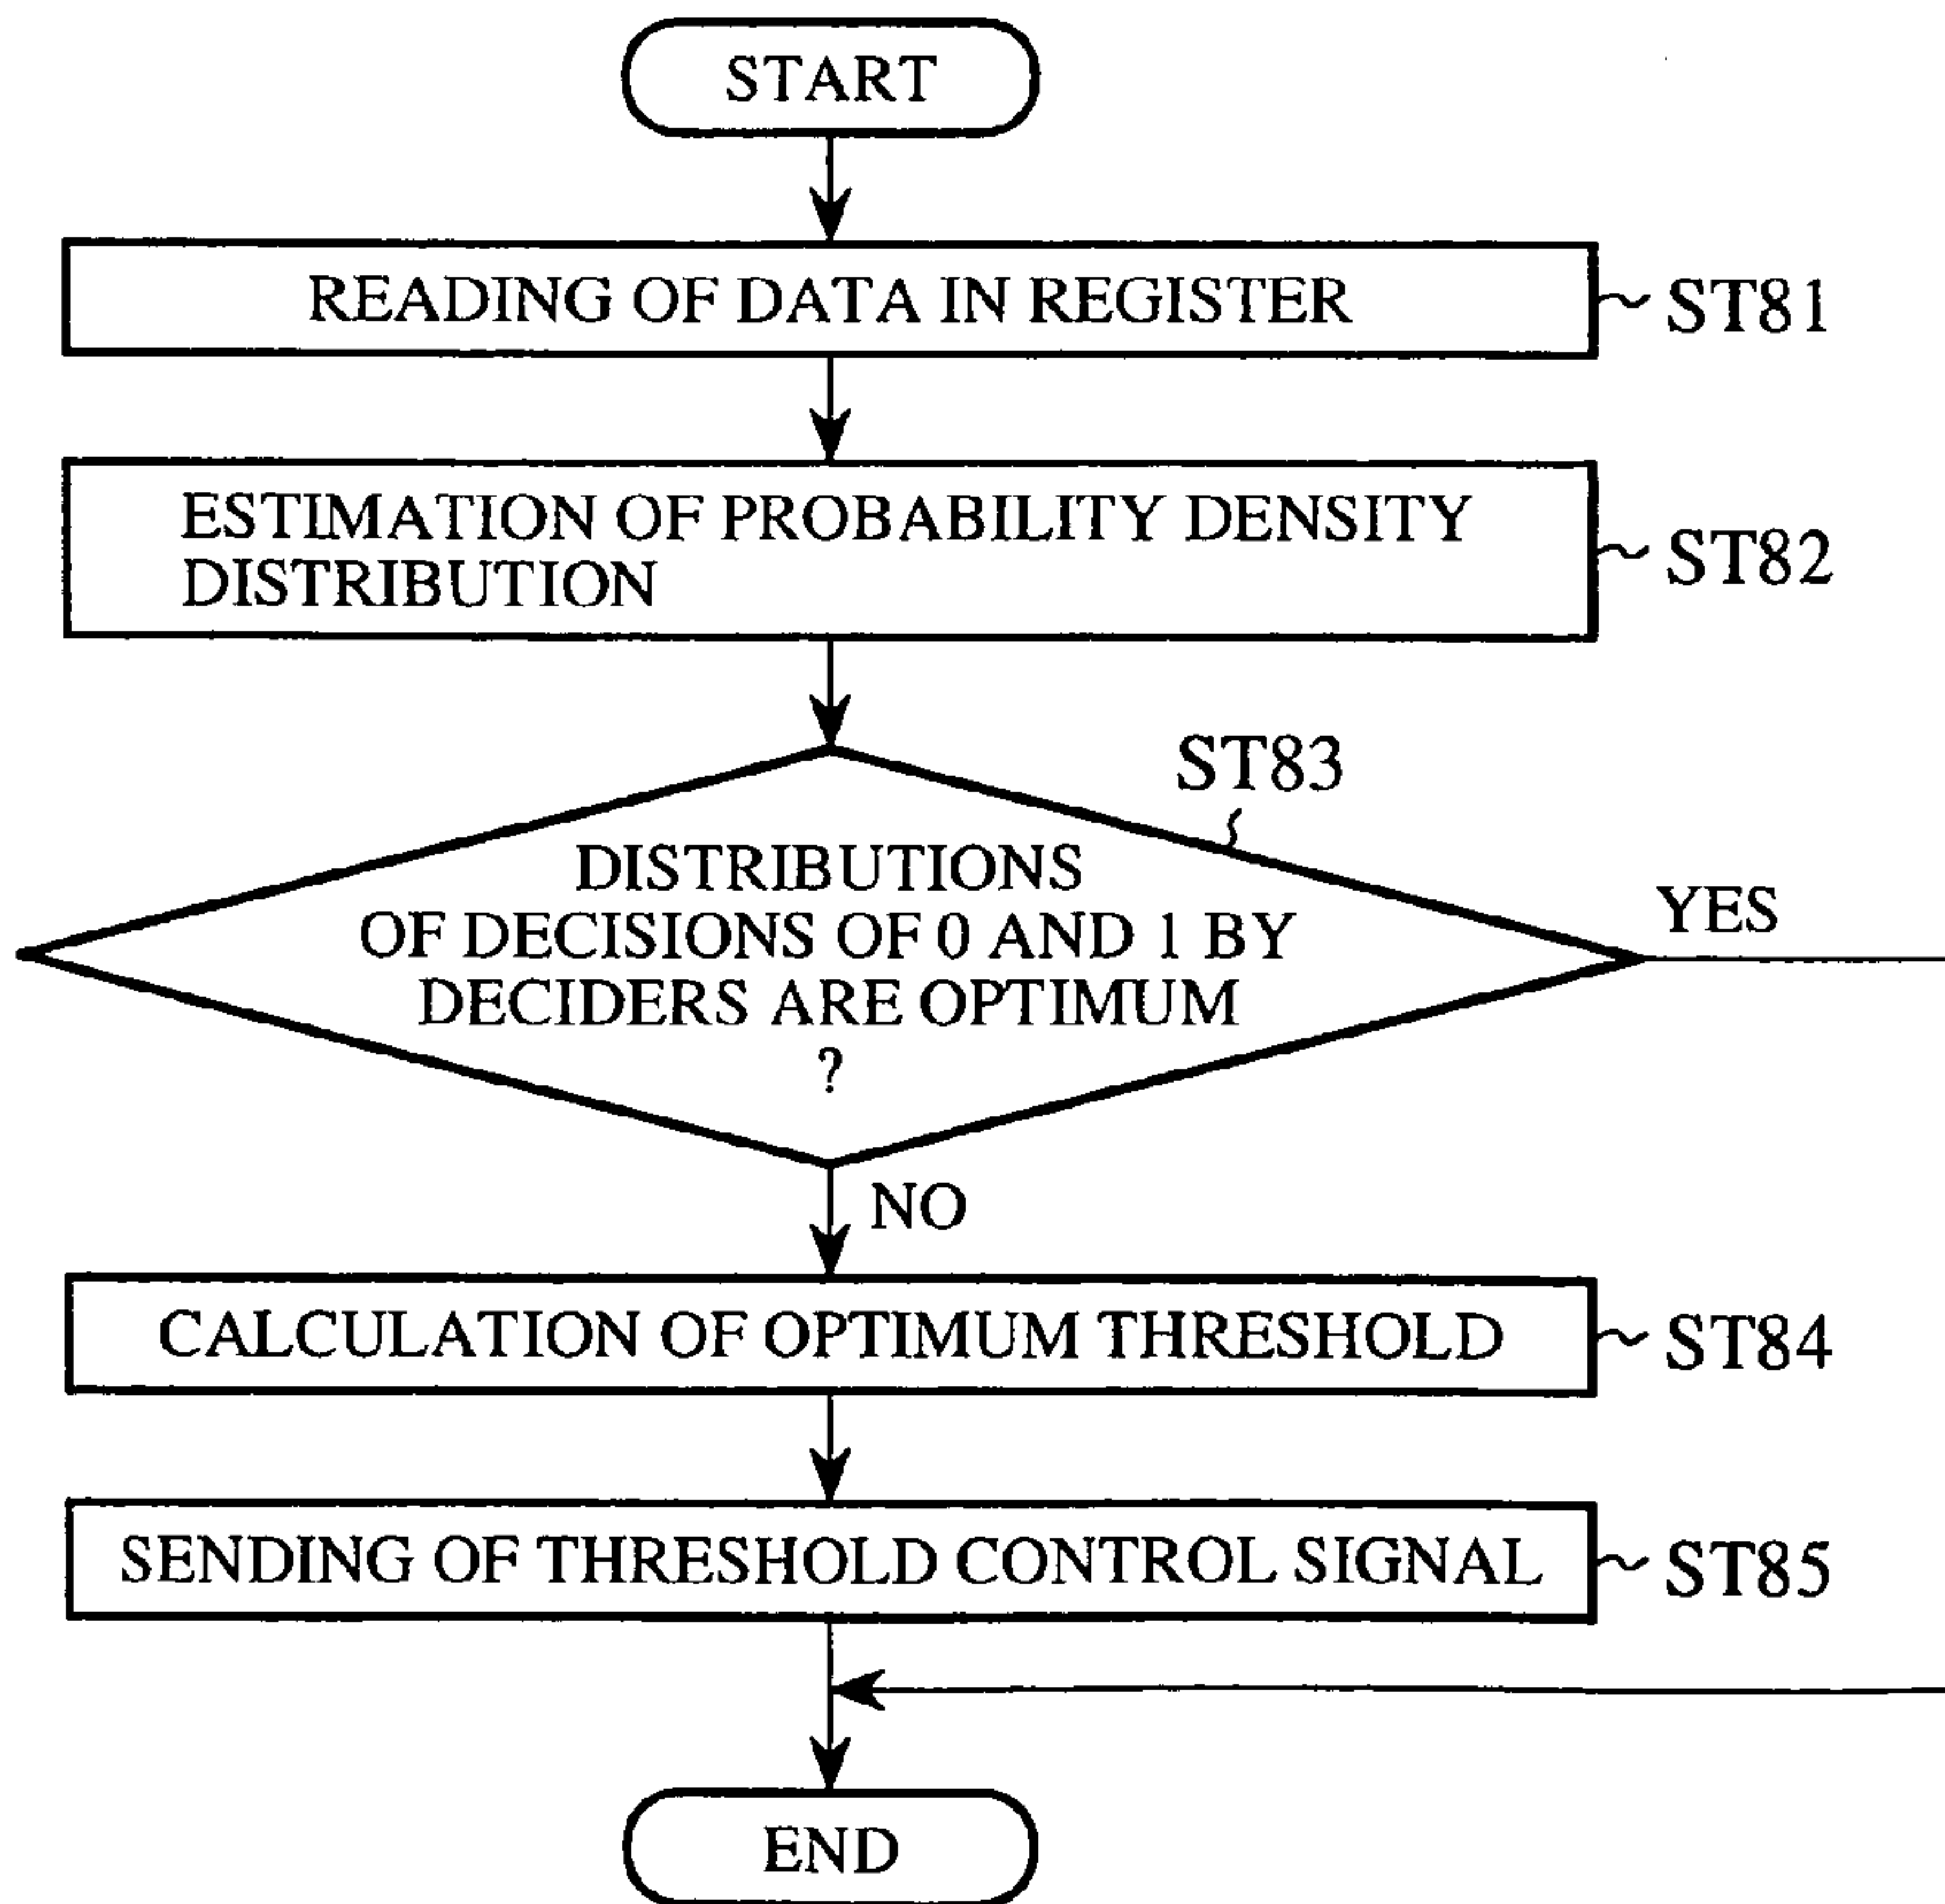 START
READING OF DATA IN REGISTER
ST81
ESTIMATION OF PROBABILITY DENSITY
DISTRIBUTION
ST82
ST83
DISTRIBUTIONS
OF DECISIONS OF 0 AND 1 BY
DECIDERS ARE OPTIMUM
?
YES
NO
CALCULATION OF OPTIMUM THRESHOLD
ST84
SENDING OF THRESHOLD CONTROL SIGNAL
ST85
END